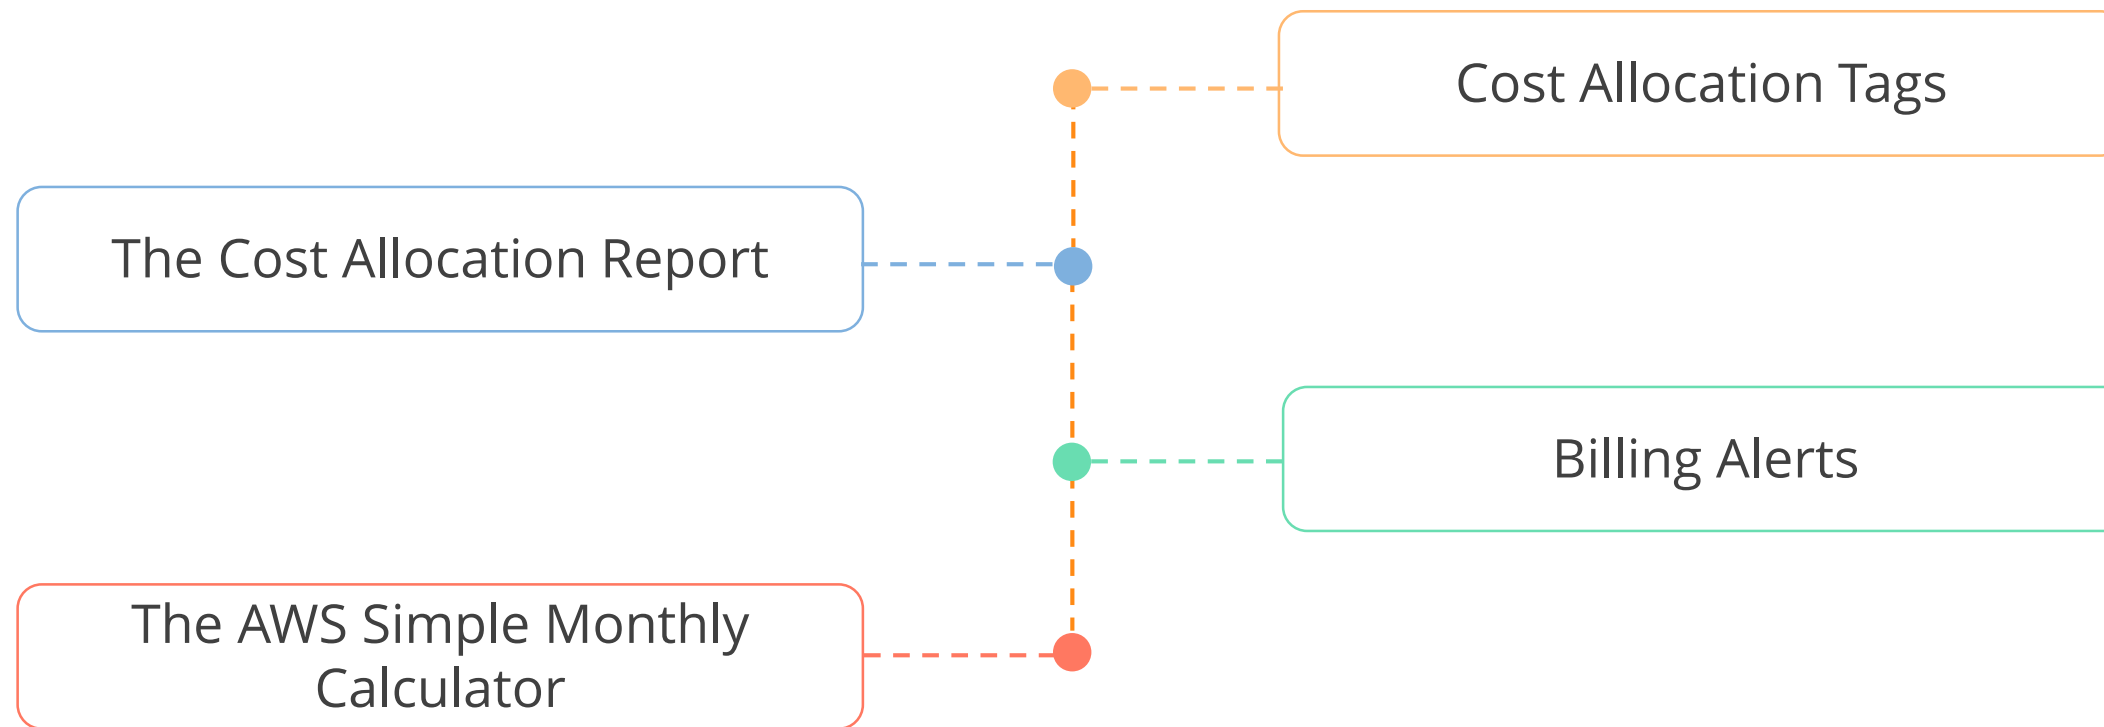 Cost Allocation Tags
The Cost Allocation Report
Billing Alerts
The AWS Simple Monthly
Calculator